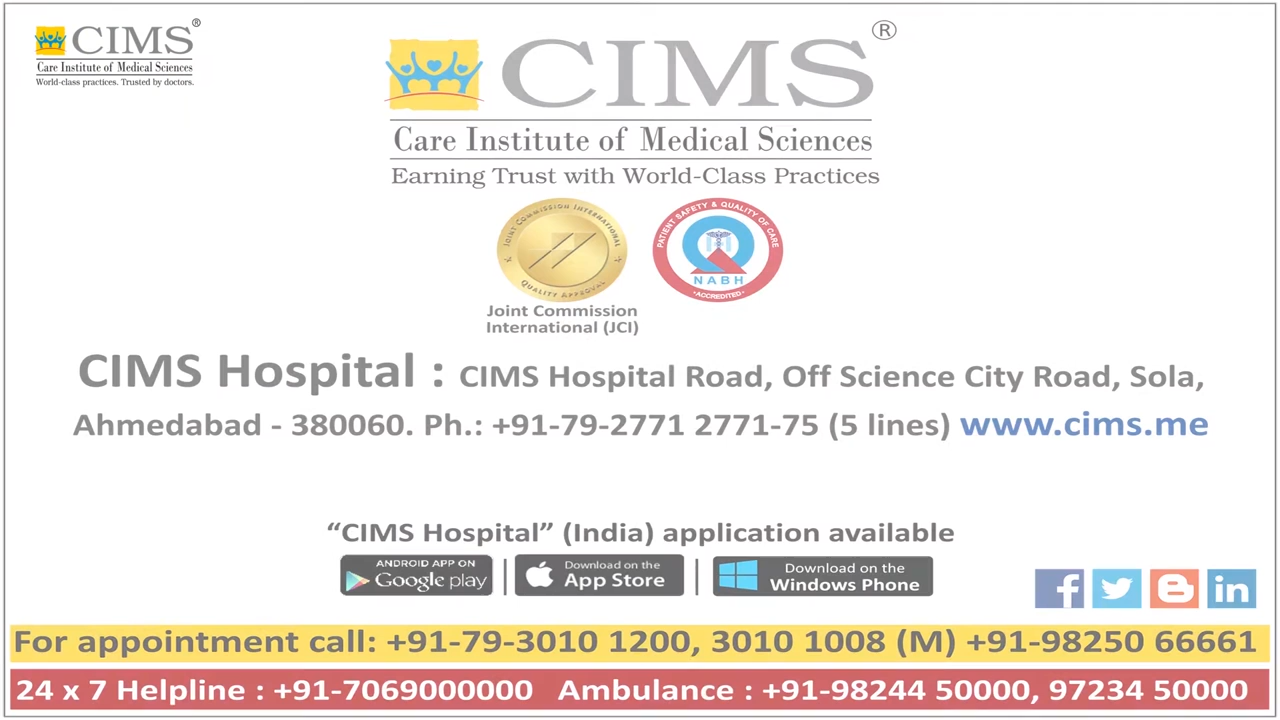 CIMS®
Care Institute of Medical Sciences
World-class practices. Trusted by doctors.
CIMS®
Care Institute of Medical Sciences
Earning Trust with World-Class Practices
JOINT COMMISSION INTERNATIONAL
QUALITY APPROVAL
PATIENT SAFETY & QUALITY OF CARE
NABH
•ACCREDITED•
Joint Commission
International (JCI)
CIMS Hospital : CIMS Hospital Road, Off Science City Road, Sola,
Ahmedabad - 380060. Ph.: +91-79-2771 2771-75 (5 lines) www.cims.me
“CIMS Hospital” (India) application available
ANDROID APP ON
Google play
Download on the
App Store
Download on the
Windows Phone
For appointment call: +91-79-3010 1200, 3010 1008 (M) +91-98250 66661
24 x 7 Helpline : +91-7069000000 Ambulance : +91-98244 50000, 97234 50000